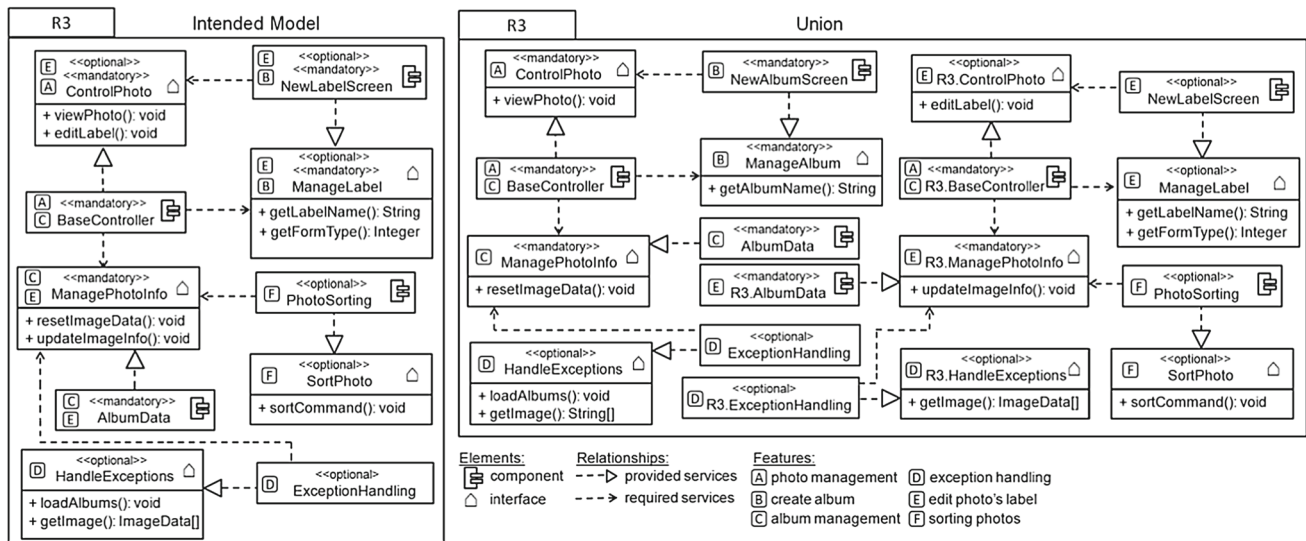 R3
Intended Model
E
A
<<optional>>
<<mandatory>>
ControlPhoto
+ viewPhoto(): void
+ editLabel(): void
E
B
<<optional>>
<<mandatory>>
NewLabelScreen
E
B
<<optional>>
<<mandatory>>
ManageLabel
+ getLabelName(): String
+ getFormType(): Integer
A
C
<<mandatory>>
BaseController
C
E
<<mandatory>>
ManagePhotoInfo
+ resetImageData(): void
+ updateImageInfo(): void
F
<<optional>>
PhotoSorting
F
<<optional>>
SortPhoto
+ sortCommand(): void
C
E
<<mandatory>>
AlbumData
D
<<optional>>
HandleExceptions
+ loadAlbums(): void
+ getImage(): ImageData[]
D
<optional>
ExceptionHandling
R3
Union
A
<<mandatory>>
ControlPhoto
+ viewPhoto(): void
B
<<mandatory>>
NewAlbumScreen
E
<<optional>>
R3.ControlPhoto
+ editLabel(): void
E
<<optional>>
NewLabelScreen
A
C
<<mandatory>>
BaseController
B
<<mandatory>>
ManageAlbum
+ getAlbumName(): String
A
C
<<mandatory>>
R3.BaseController
E
<<optional>>
ManageLabel
+ getLabelName(): String
+ getFormType(): Integer
C
<<mandatory>>
ManagePhotoInfo
+ resetImageData(): void
C
<<mandatory>>
AlbumData
E
<<mandatory>>
R3.AlbumData
E
<<mandatory>>
R3.ManagePhotoInfo
+ updateImageInfo(): void
F
<<optional>>
PhotoSorting
D
<<optional>>
HandleExceptions
+ loadAlbums(): void
+ getImage(): String[]
D
<<optional>>
ExceptionHandling
D
<<optional>
R3.ExceptionHandling
D
<<optional>>
R3.HandleExceptions
+ getImage(): ImageData[]
F
<<optional>>
SortPhoto
+ sortCommand(): void
Elements:
component
interface
Relationships:
provided services
required services
Features:
A photo management
B create album
C album management
D exception handling
E edit photo's label
F sorting photos